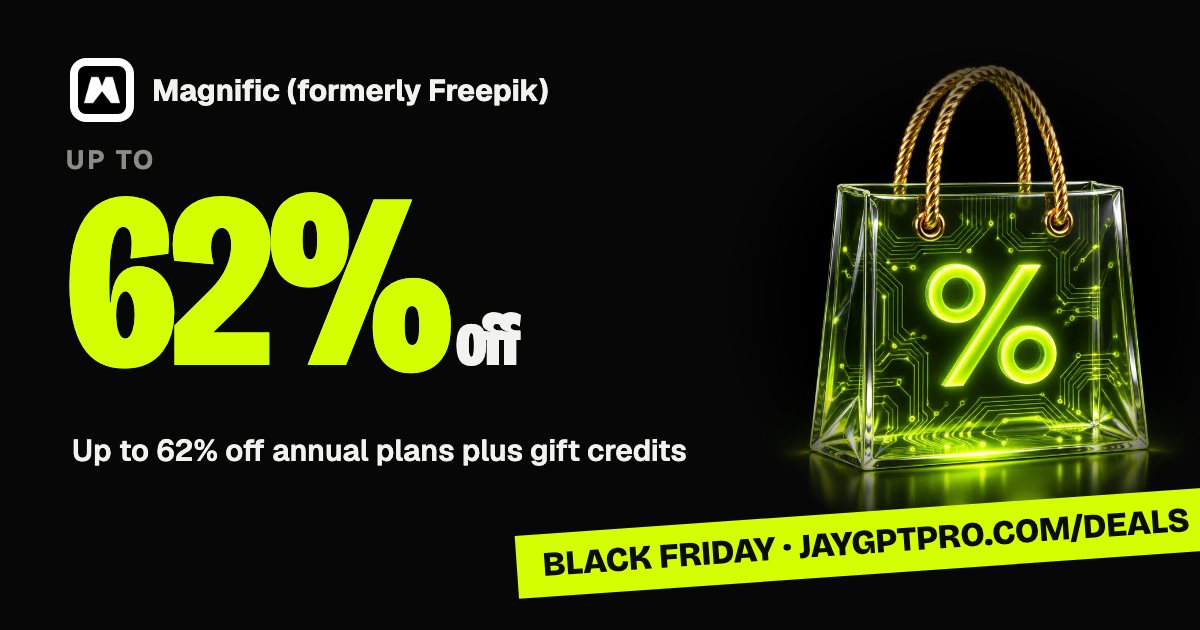 Magnific (formerly Freepik)
UP TO
62% off
%
Up to 62% off annual plans plus gift credits
BLACK FRIDAY · JAYGPTPRO.COM/DEALS